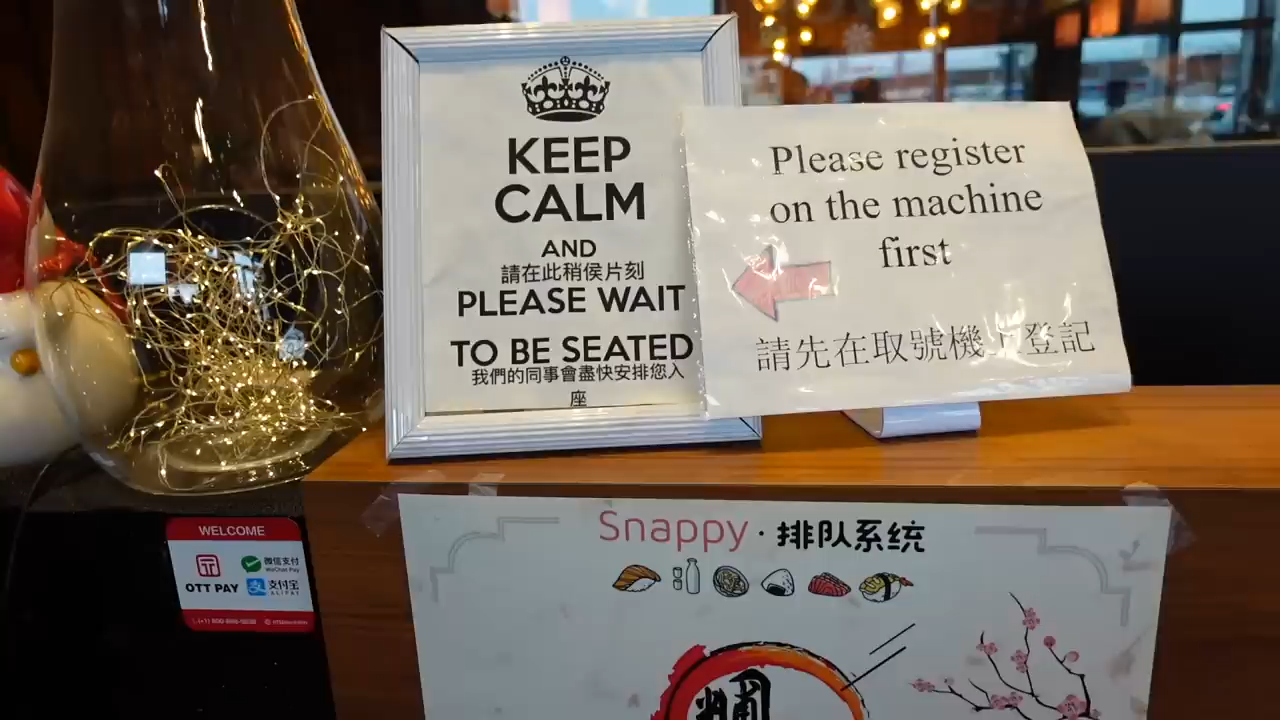 KEEP
CALM
AND
請在此稍侯片刻
PLEASE WAIT
TO BE SEATED
我們的同事會盡快安排您入
座
Please register
on the machine
first
請先在取號機上登記
Snappy · 排队系统
WELCOME
OTT PAY
微信支付
WeChat Pay
支付宝
ALIPAY